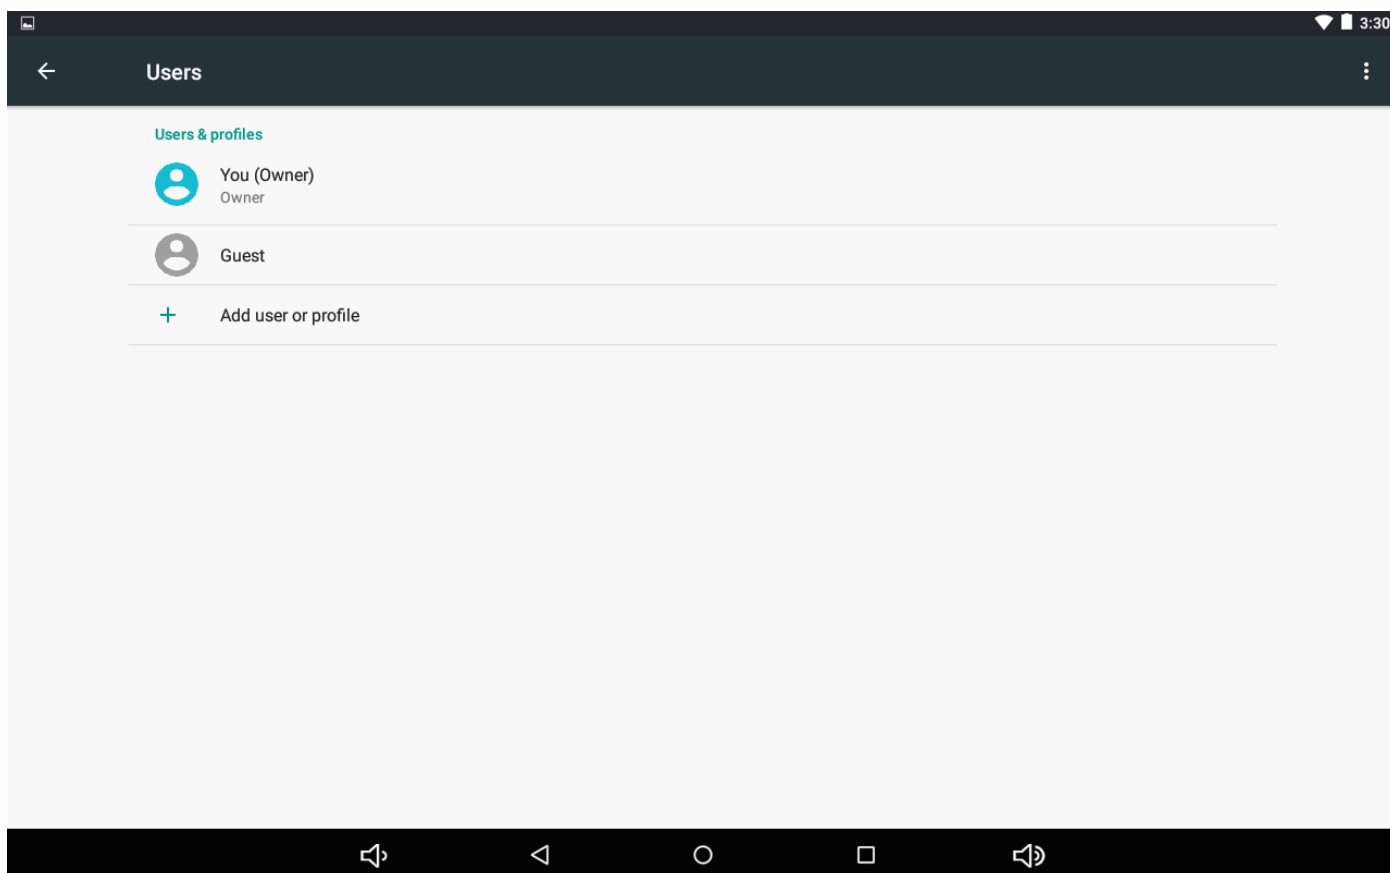 3:30
Users
Users & profiles
You (Owner)
Owner
Guest
Add user or profile